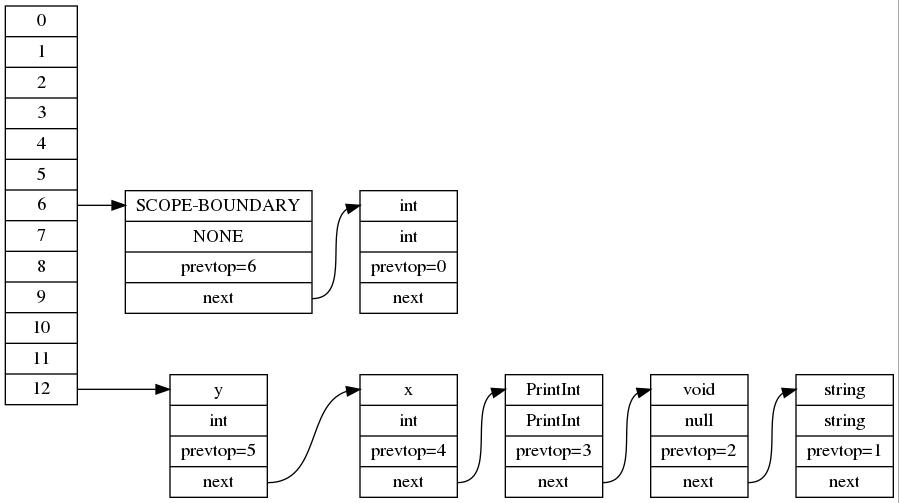 0
1
2
3
4
5
6
7
8
9
10
11
12
SCOPE-BOUNDARY
NONE
prevtop=6
next
int
int
prevtop=0
next
y
int
prevtop=5
next
x
int
prevtop=4
next
PrintInt
PrintInt
prevtop=3
next
void
null
prevtop=2
next
string
string
prevtop=1
next